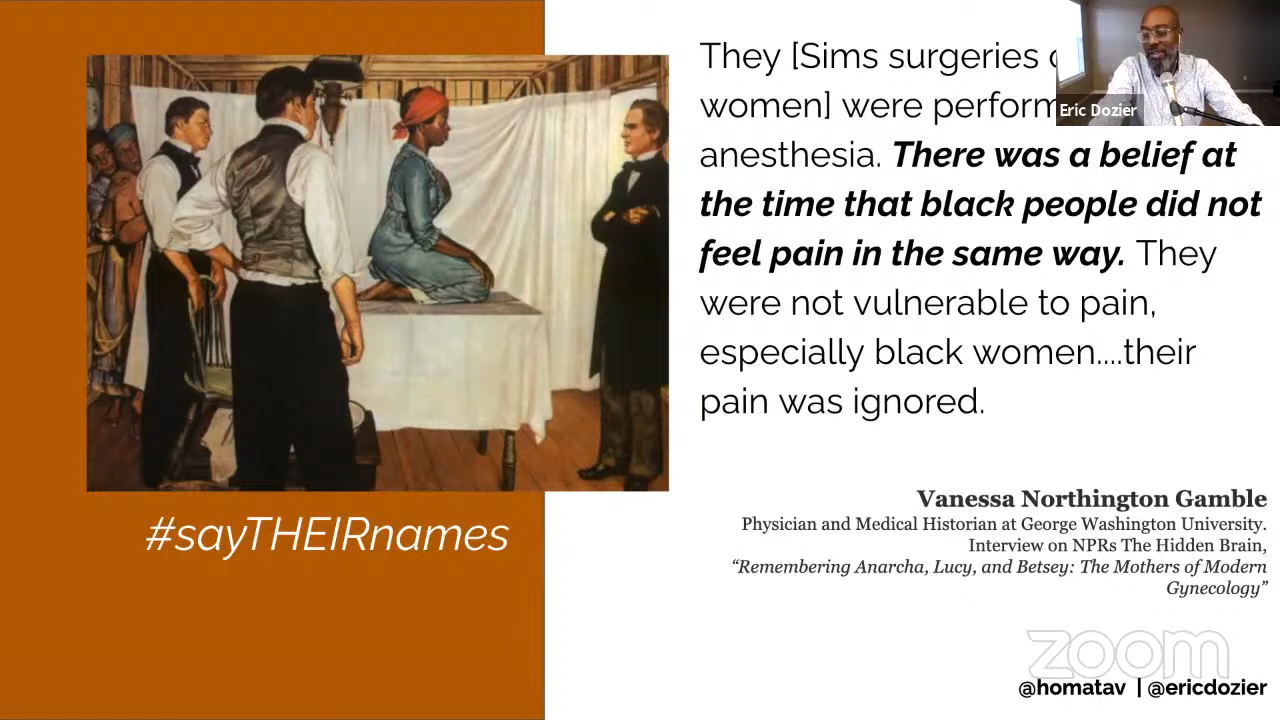 They [Sims surgeries
women] were perform
anesthesia. There was a belief at
the time that black people did not
feel pain in the same way. They
were not vulnerable to pain,
especially black women....their
pain was ignored.
Eric Dozier
#sayTHEIRnames
Vanessa Northington Gamble
Physician and Medical Historian at George Washington University.
Interview on NPRs The Hidden Brain,
“Remembering Anarcha, Lucy, and Betsey: The Mothers of Modern
Gynecology”
zoom
@homatav | @ericdozier